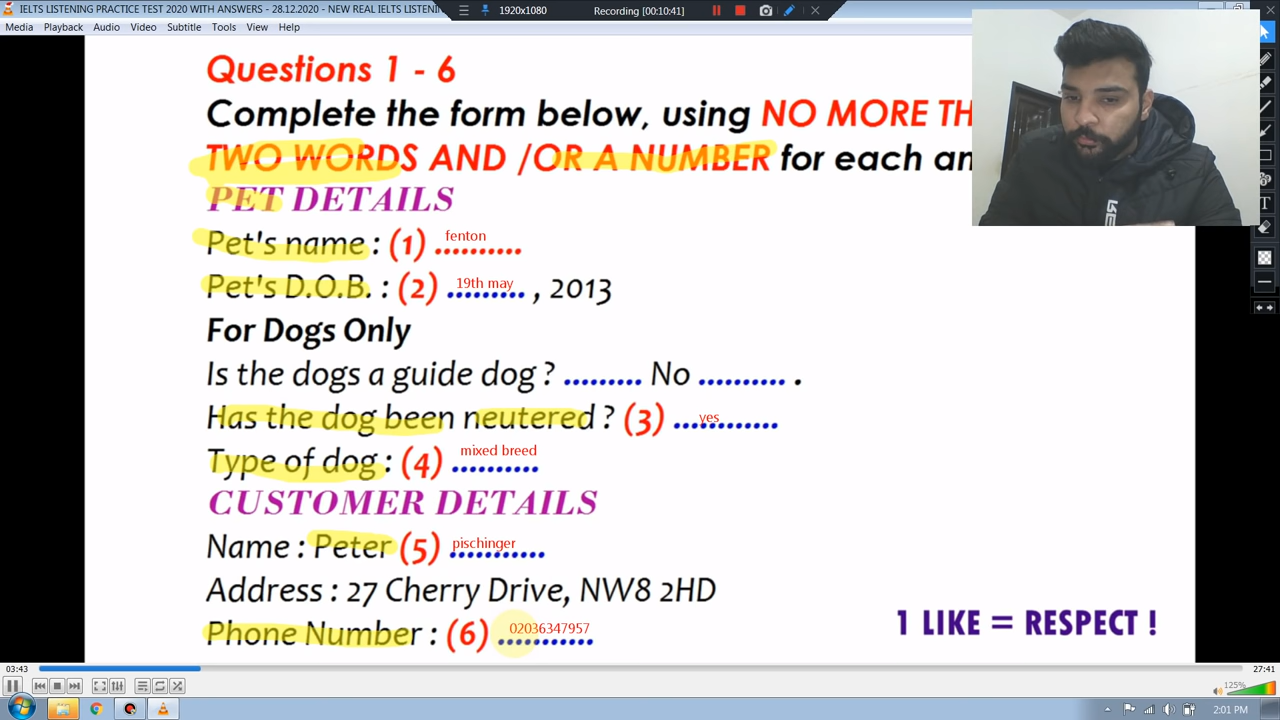 IELTS LISTENING PRACTICE TEST 2020 WITH ANSWERS - 28.12.2020 - NEW REAL IELTS LISTENING
1920x1080
Recording [00:10:41]
Media Playback Audio Video Subtitle Tools View Help
Questions 1 - 6
Complete the form below, using NO MORE TH
TWO WORDS AND /OR A NUMBER for each an
PET DETAILS
Pet's name : (1) .......... fenton
Pet's D.O.B. : (2) ......... 19th may , 2013
For Dogs Only
Is the dogs a guide dog ? ......... No .......... .
Has the dog been neutered ? (3) ............ yes
Type of dog : (4) .......... mixed breed
CUSTOMER DETAILS
Name : Peter (5) ........... pischinger
Address : 27 Cherry Drive, NW8 2HD
Phone Number : (6) ........... 02036347957
1 LIKE = RESPECT !
03:43
27:41
125%
2:01 PM